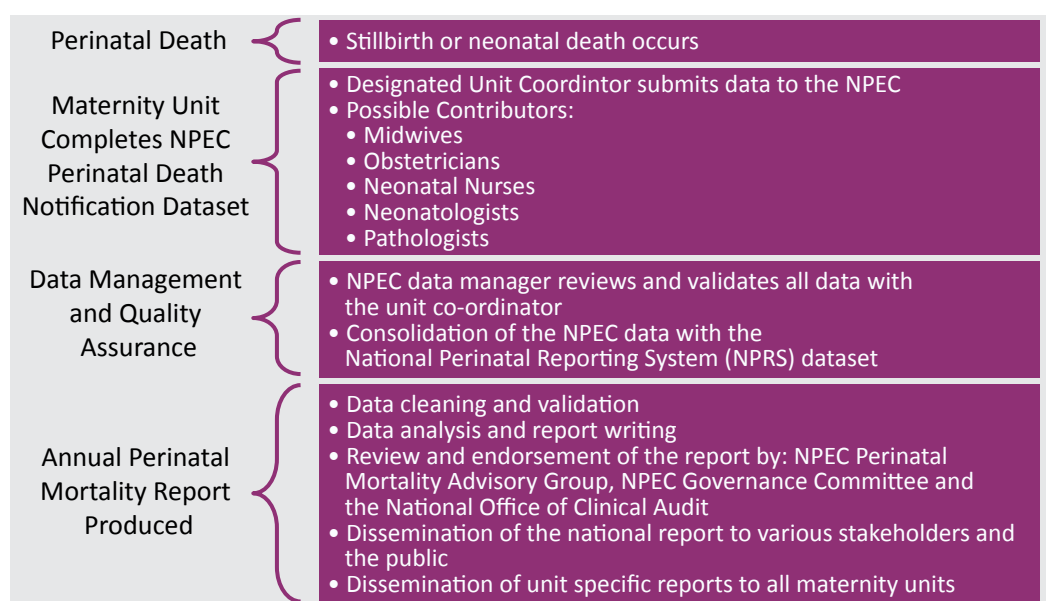 Perinatal Death
• Stillbirth or neonatal death occurs
Maternity Unit
Completes NPEC
Perinatal Death
Notification Dataset
• Designated Unit Coordintor submits data to the NPEC
• Possible Contributors:
• Midwives
• Obstetricians
• Neonatal Nurses
• Neonatologists
• Pathologists
Data Management
and Quality
Assurance
• NPEC data manager reviews and validates all data with
the unit co-ordinator
• Consolidation of the NPEC data with the
National Perinatal Reporting System (NPRS) dataset
Annual Perinatal
Mortality Report
Produced
• Data cleaning and validation
• Data analysis and report writing
• Review and endorsement of the report by: NPEC Perinatal
Mortality Advisory Group, NPEC Governance Committee and
the National Office of Clinical Audit
• Dissemination of the national report to various stakeholders and
the public
• Dissemination of unit specific reports to all maternity units